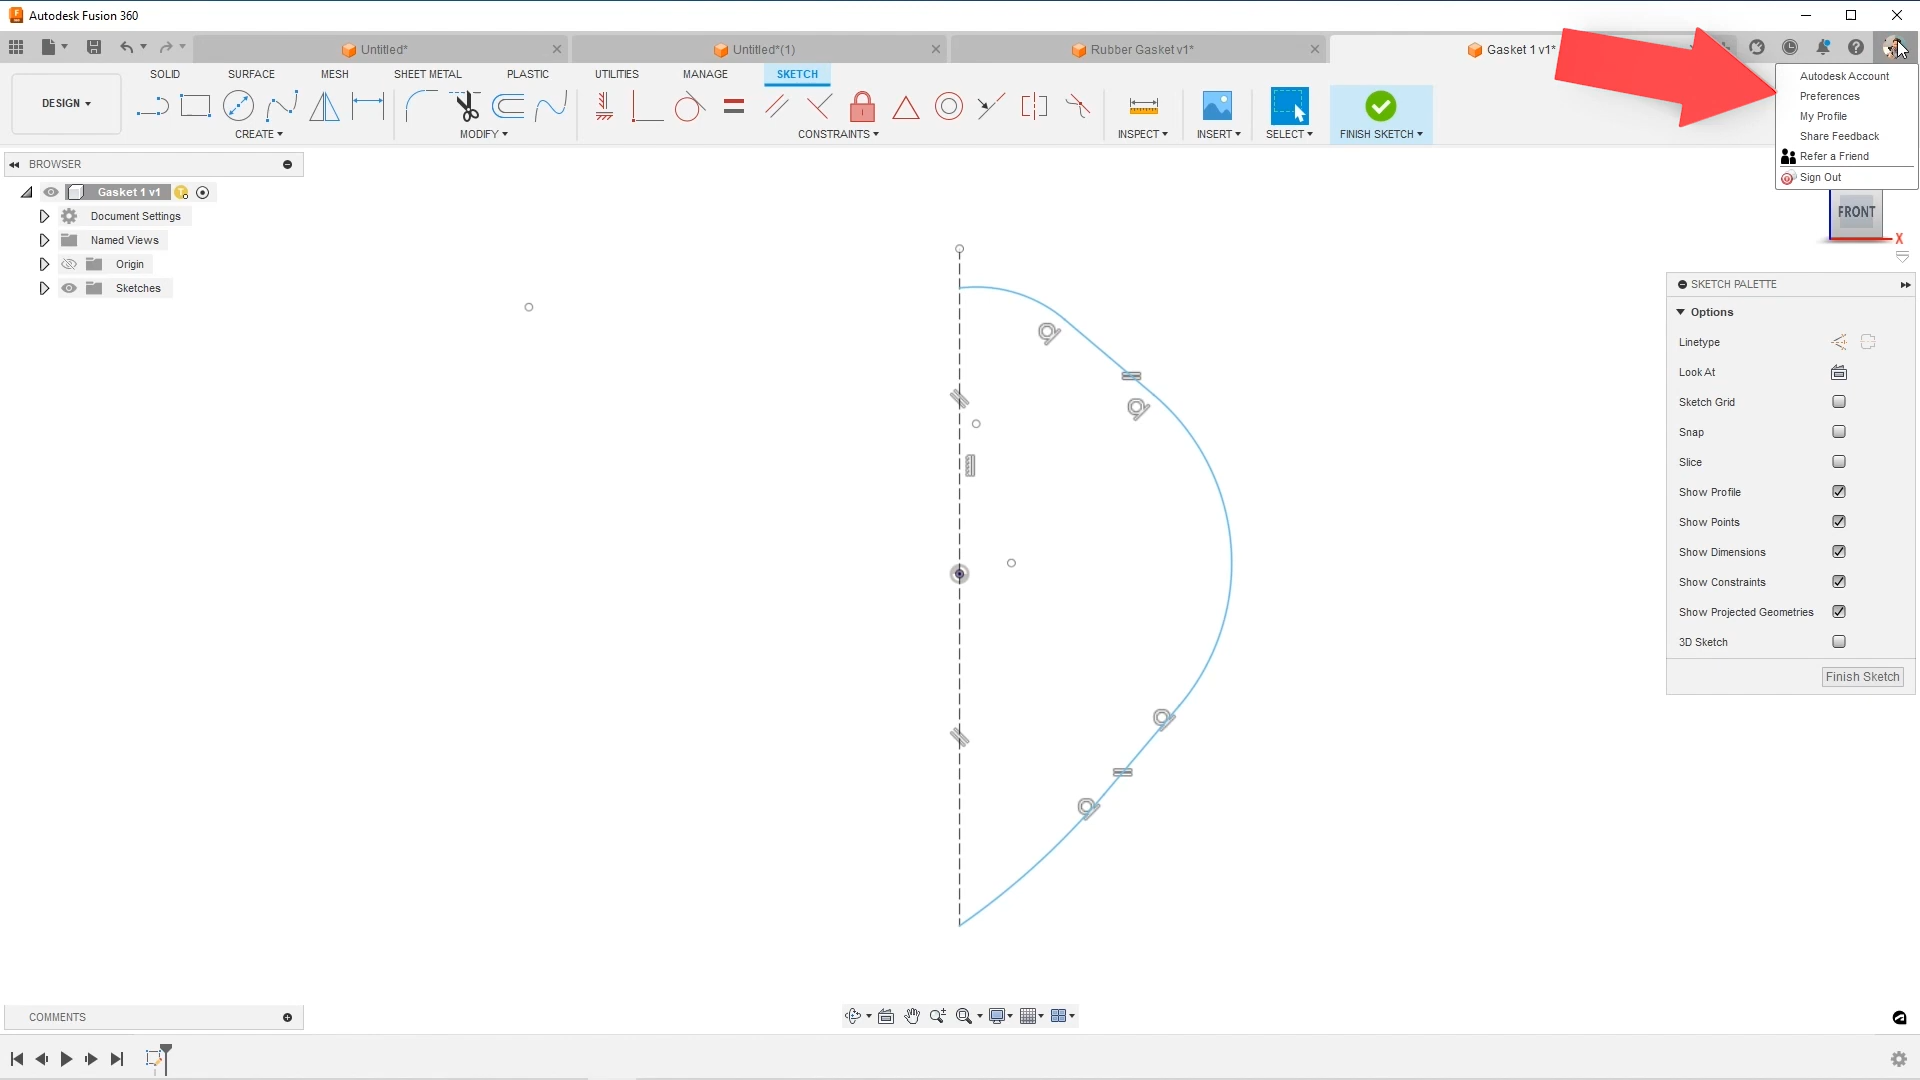 Autodesk Fusion 360
Untitled*
Untitled*(1)
Rubber Gasket v1*
Gasket 1 v1*
SOLID
SURFACE
MESH
SHEET METAL
PLASTIC
UTILITIES
MANAGE
SKETCH
DESIGN
CREATE
MODIFY
CONSTRAINTS
INSPECT
INSERT
SELECT
FINISH SKETCH
Autodesk Account
Preferences
My Profile
Share Feedback
Refer a Friend
Sign Out
BROWSER
Gasket 1 v1
Document Settings
Named Views
Origin
Sketches
FRONT
X
SKETCH PALETTE
Options
Linetype
Look At
Sketch Grid
Snap
Slice
Show Profile
Show Points
Show Dimensions
Show Constraints
Show Projected Geometries
3D Sketch
Finish Sketch
COMMENTS